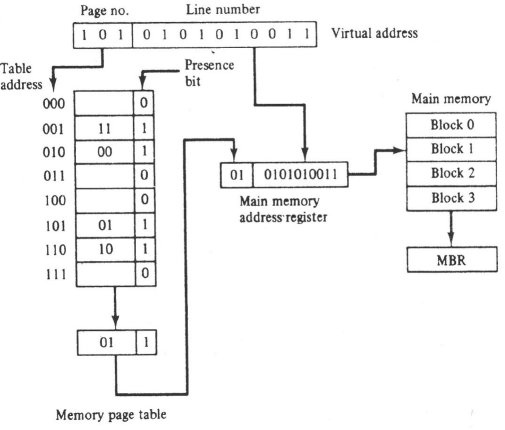 Page no. Line number
1 0 1 0 1 0 1 0 1 0 0 1 1 Virtual address
Table
address
Presence
bit
000 0
001 11 1
010 00 1
011 0
100 0
101 01 1
110 10 1
111 0
01 1
Memory page table
01 0101010011
Main memory
address register
Main memory
Block 0
Block 1
Block 2
Block 3
MBR